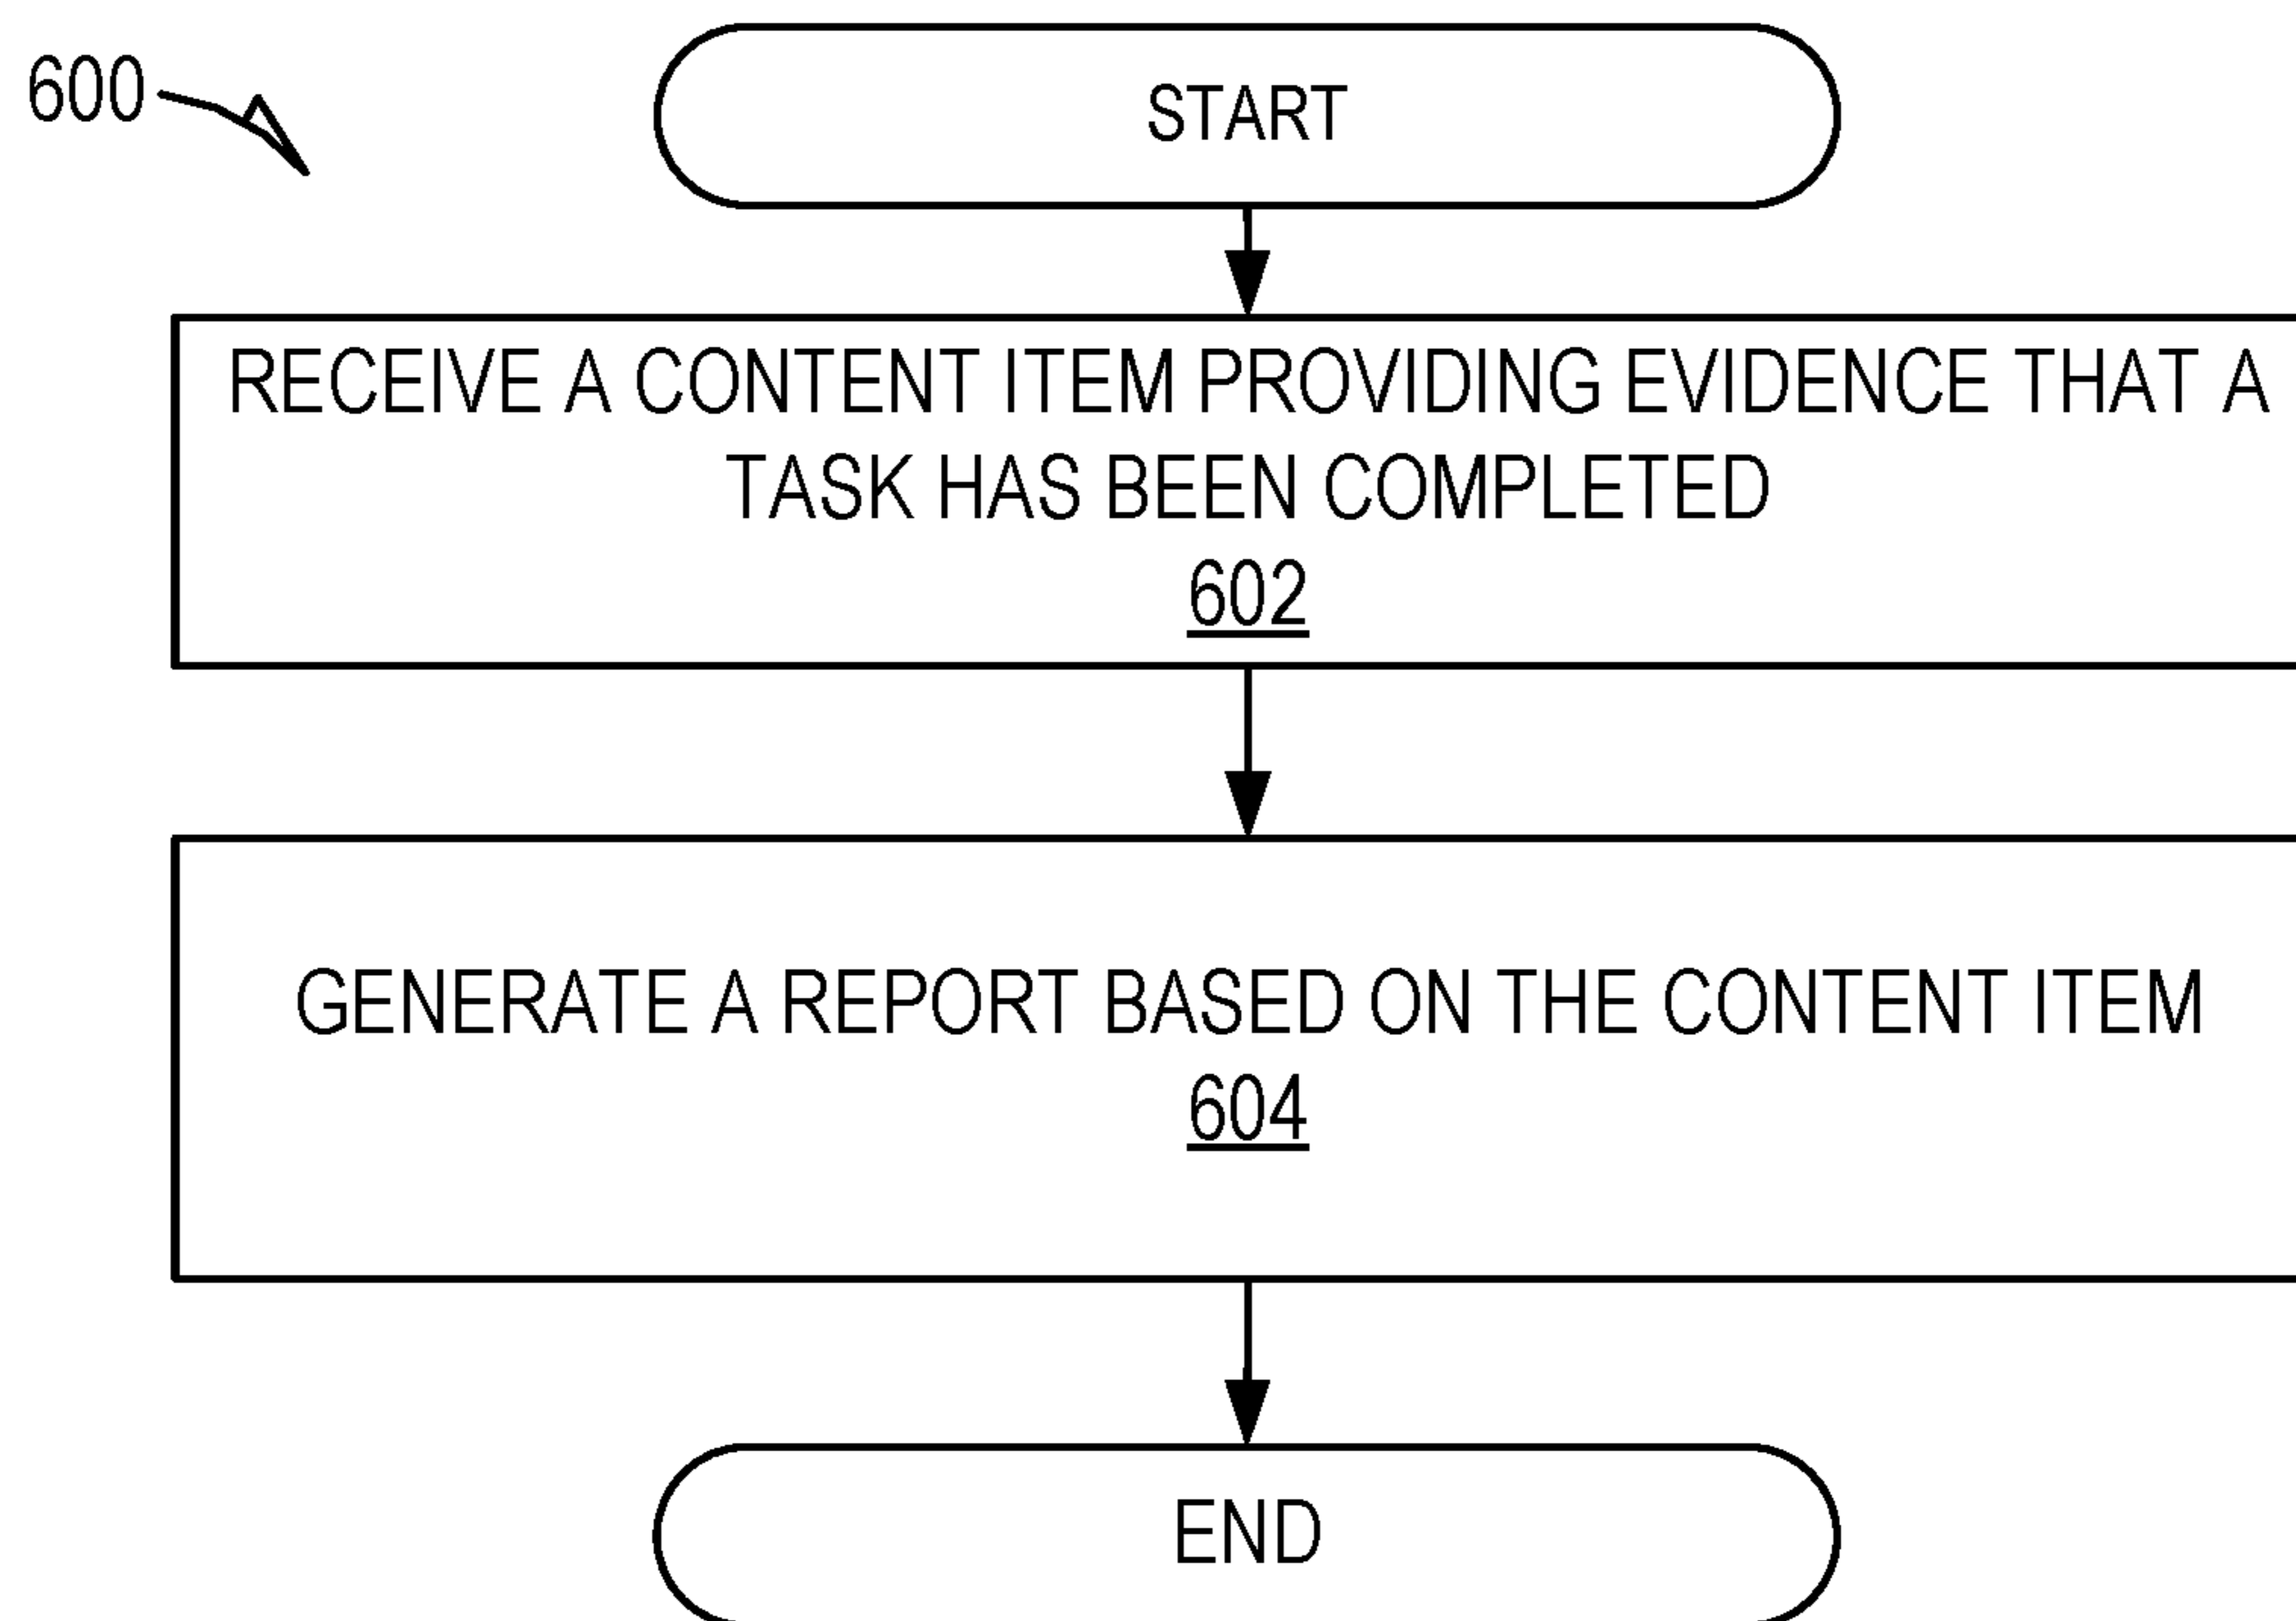 600
START
RECEIVE A CONTENT ITEM PROVIDING EVIDENCE THAT A
TASK HAS BEEN COMPLETED
602
GENERATE A REPORT BASED ON THE CONTENT ITEM
604
END